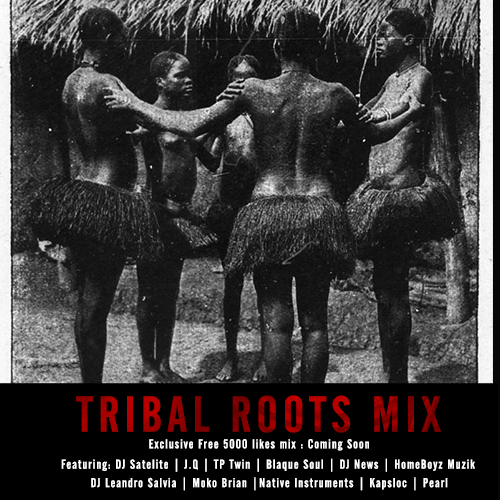 TRIBAL ROOTS MIX
Exclusive Free 5000 likes mix : Coming Soon
Featuring: DJ Satelite | J.Q | TP Twin | Blaque Soul | DJ News | HomeBoyz Muzik
DJ Leandro Salvia | Moko Brian |Native Instruments | Kapsloc | Pearl